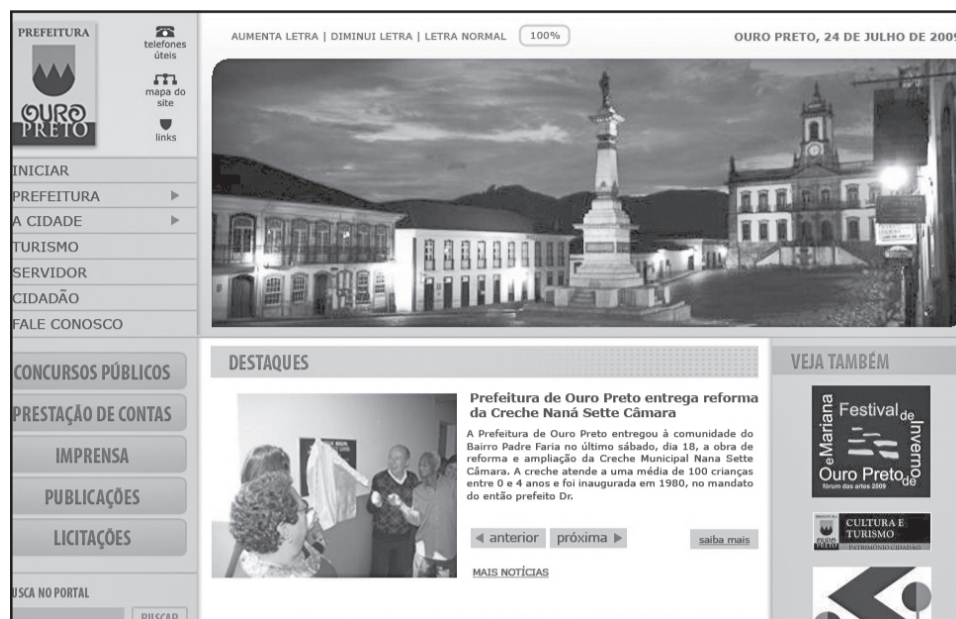 PREFEITURA
OURO
PRETO
telefones
úteis
mapa do
site
links
AUMENTA LETRA | DIMINUI LETRA | LETRA NORMAL 100%
OURO PRETO, 24 DE JULHO DE 2009
INICIAR
PREFEITURA
A CIDADE
TURISMO
SERVIDOR
CIDADÃO
FALE CONOSCO
CONCURSOS PÚBLICOS
PRESTAÇÃO DE CONTAS
IMPRENSA
PUBLICAÇÕES
LICITAÇÕES
USCA NO PORTAL
BUSCAR
DESTAQUES
Prefeitura de Ouro Preto entrega reforma
da Creche Naná Sette Câmara
A Prefeitura de Ouro Preto entregou à comunidade do
Bairro Padre Faria no último sábado, dia 18, a obra de
reforma e ampliação da Creche Municipal Nana Sette
Câmara. A creche atende a uma média de 100 crianças
entre 0 e 4 anos e foi inaugurada em 1980, no mandato
do então prefeito Dr.
anterior próxima saiba mais
MAIS NOTÍCIAS
VEJA TAMBÉM
Festival de Inverno de
Ouro Preto
e Mariana
fórum das artes 2009
CULTURA E
TURISMO
PATRIMÔNIO CIDADÃO
OURO
PRETO